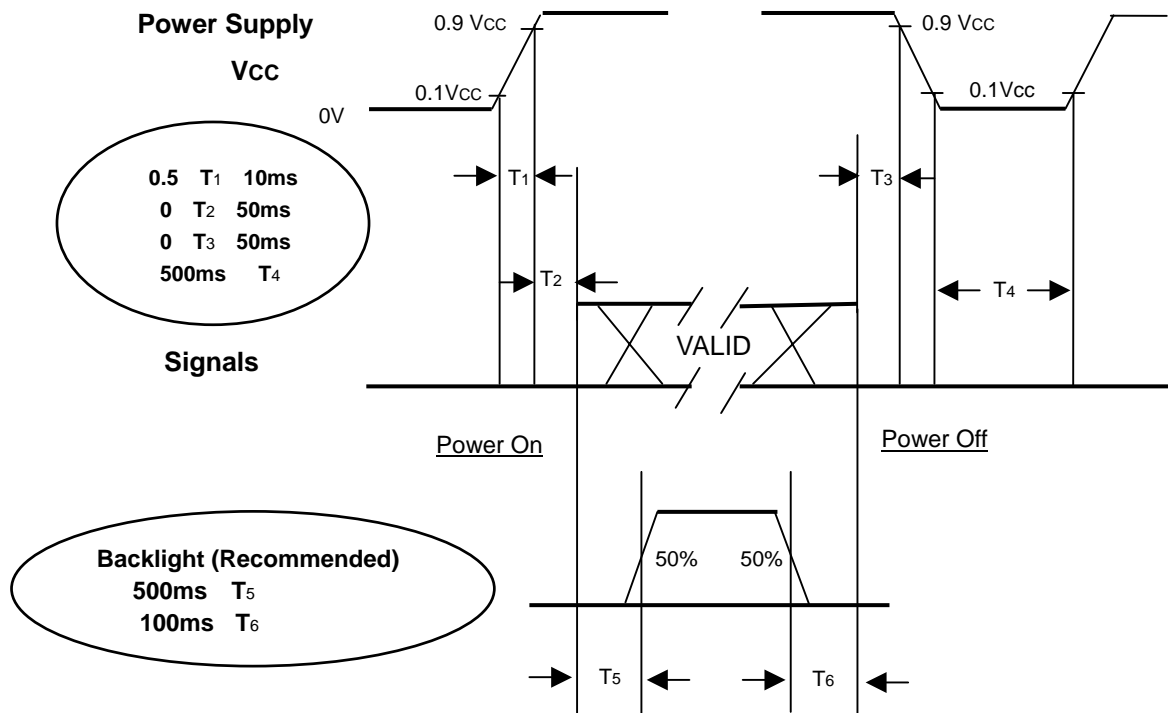 Power Supply
VCC
0.9 VCC
0.1VCC
0V
0.9 VCC
0.1VCC
0.5 T1 10ms
0 T2 50ms
0 T3 50ms
500ms T4
T1
T2
T3
T4
Signals
VALID
Power On
Power Off
Backlight (Recommended)
500ms T5
100ms T6
50%
50%
T5
T6